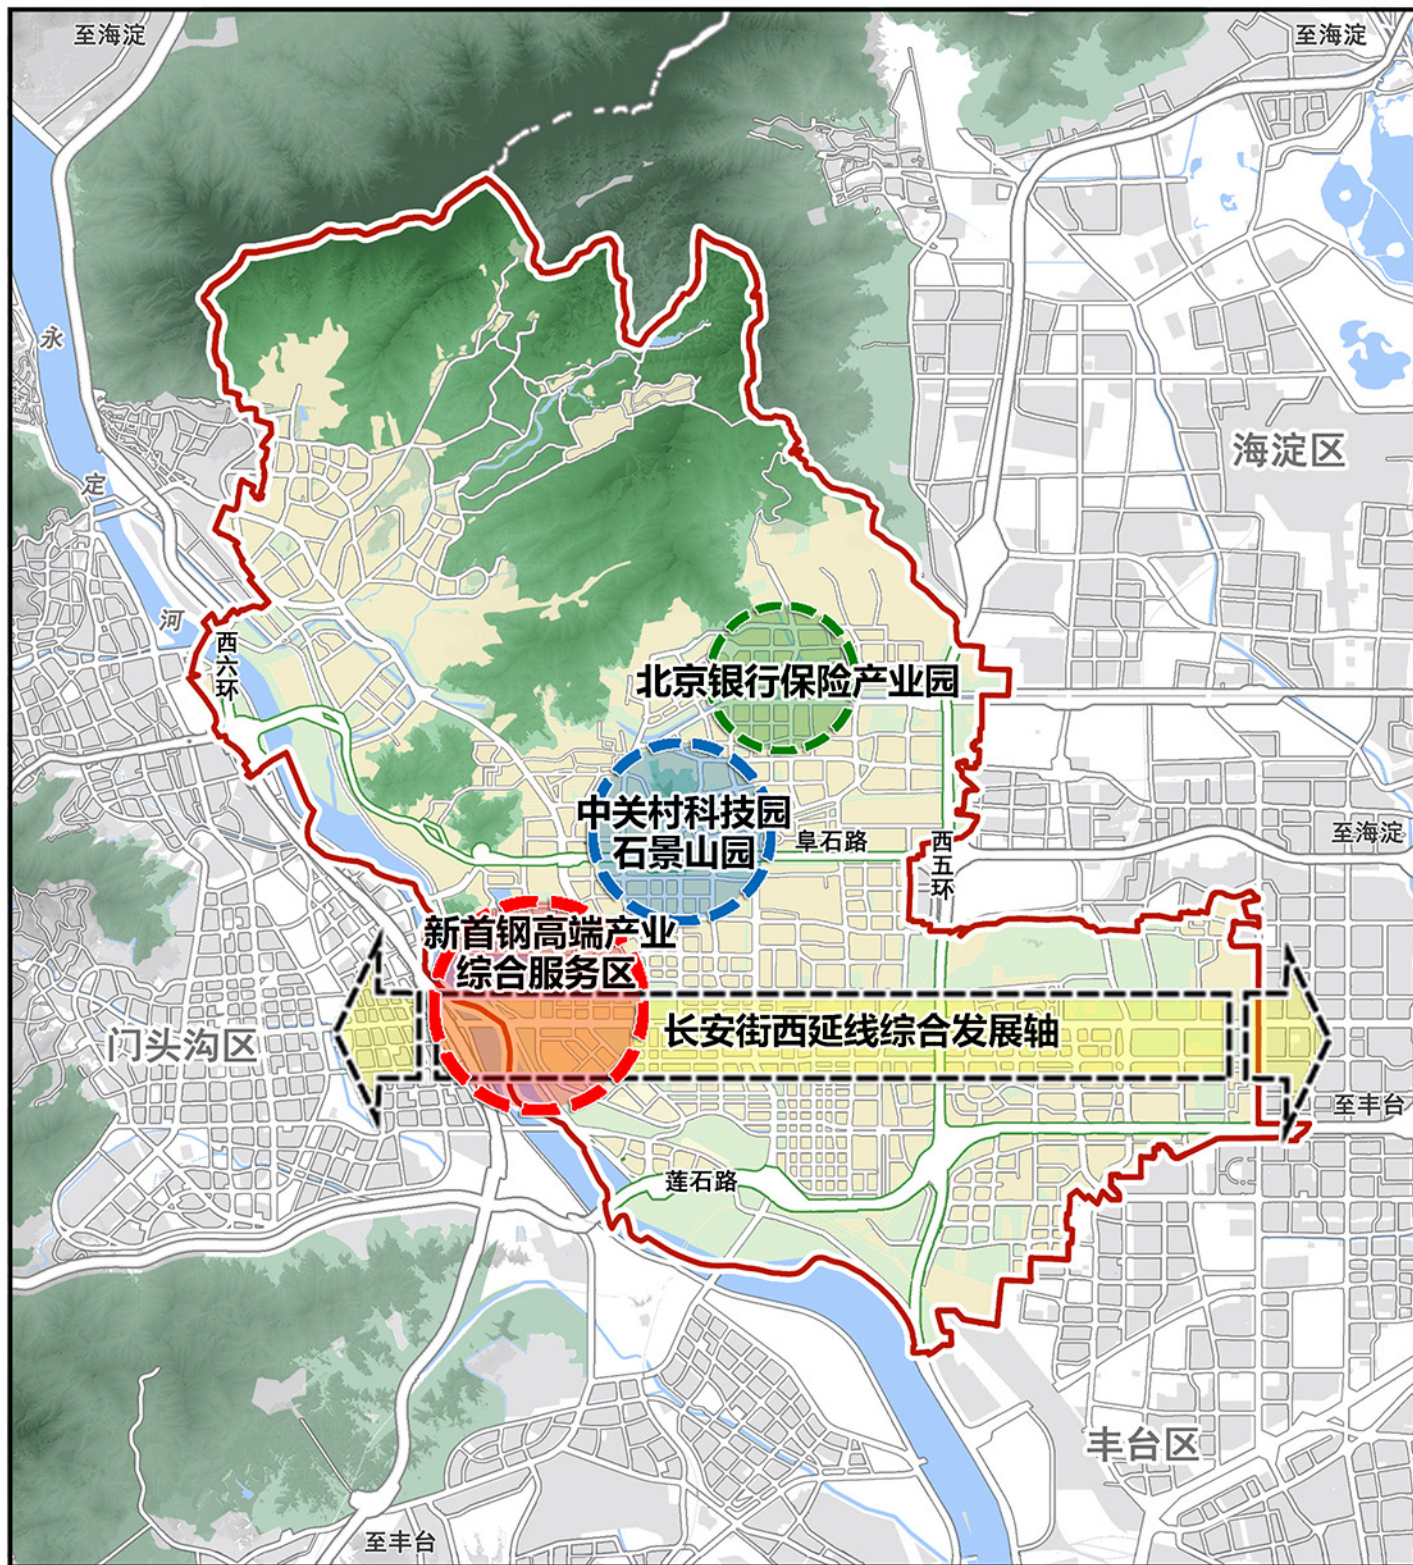 至海淀
至海淀
永
定
河
海淀区
西六环
北京银行保险产业园
中关村科技园
石景山园
阜石路
西五环
至海淀
新首钢高端产业
综合服务区
长安街西延线综合发展轴
门头沟区
至丰台
莲石路
丰台区
至丰台